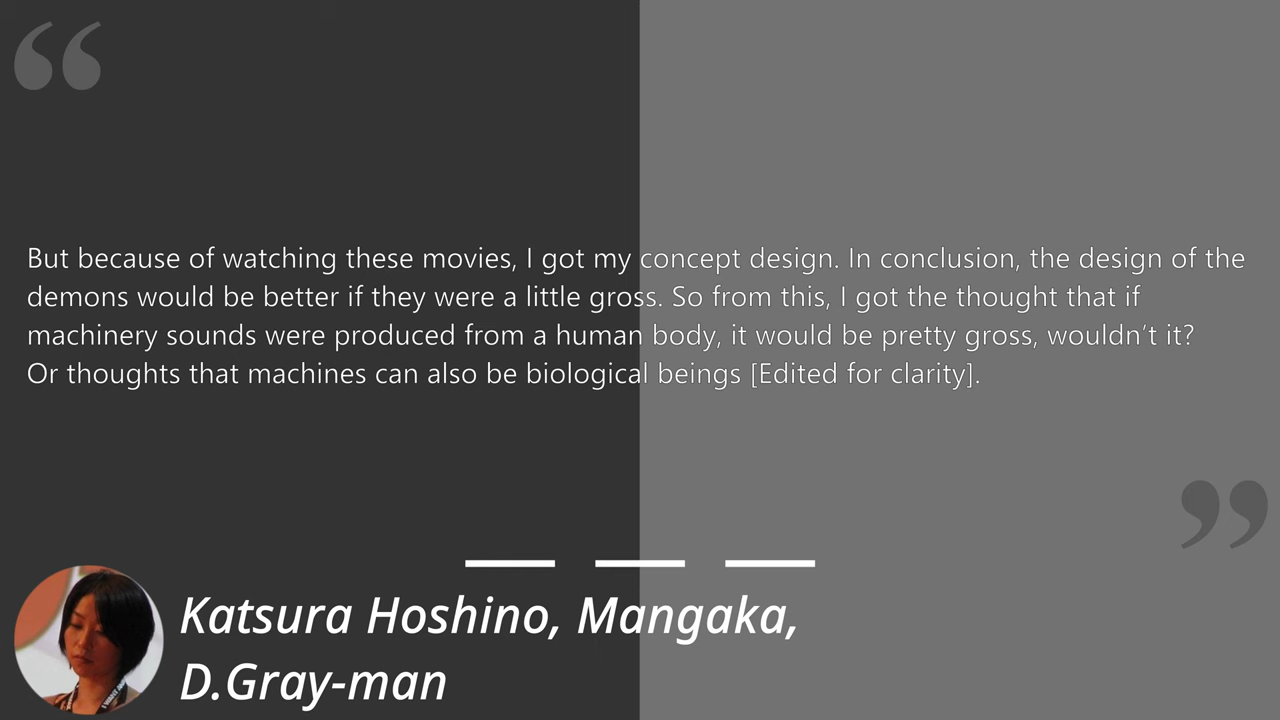 “
But because of watching these movies, I got my concept design. In conclusion, the design of the
demons would be better if they were a little gross. So from this, I got the thought that if
machinery sounds were produced from a human body, it would be pretty gross, wouldn’t it?
Or thoughts that machines can also be biological beings [Edited for clarity].
”
Katsura Hoshino, Mangaka,
D.Gray-man